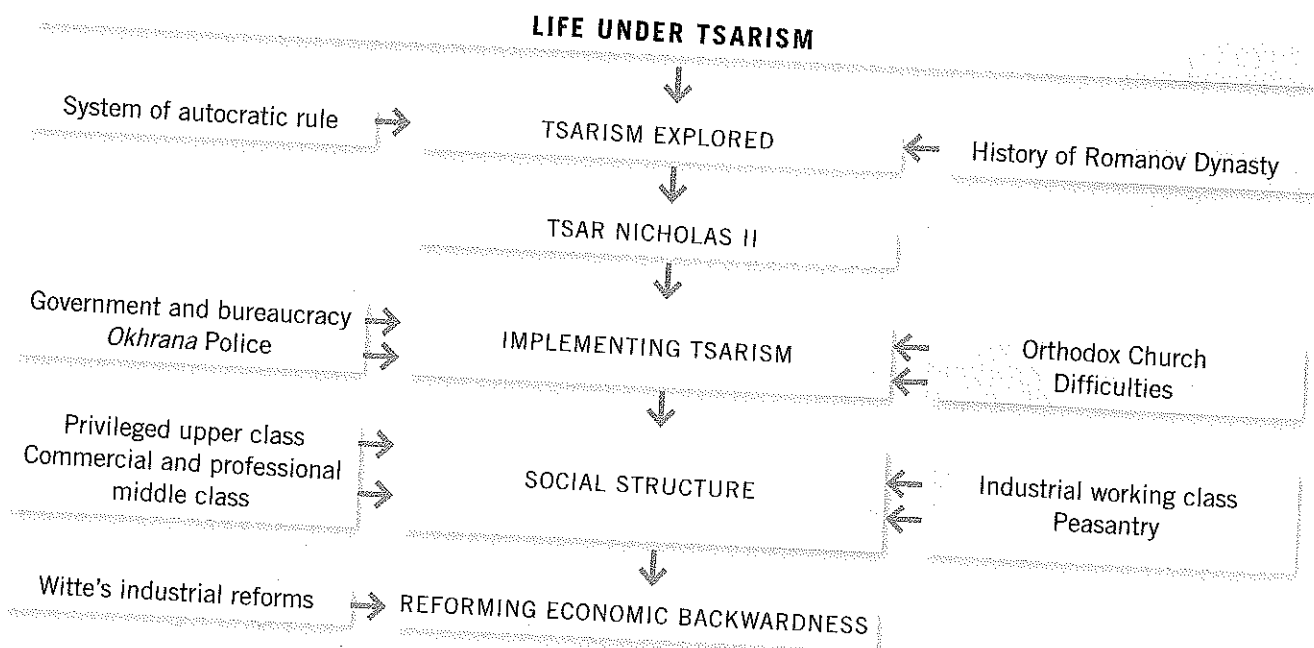 LIFE UNDER TSARISM
System of autocratic rule
TSARISM EXPLORED
History of Romanov Dynasty
TSAR NICHOLAS II
Government and bureaucracy
Okhrana Police
IMPLEMENTING TSARISM
Orthodox Church
Difficulties
Privileged upper class
Commercial and professional
middle class
SOCIAL STRUCTURE
Industrial working class
Peasantry
Witte's industrial reforms
REFORMING ECONOMIC BACKWARDNESS